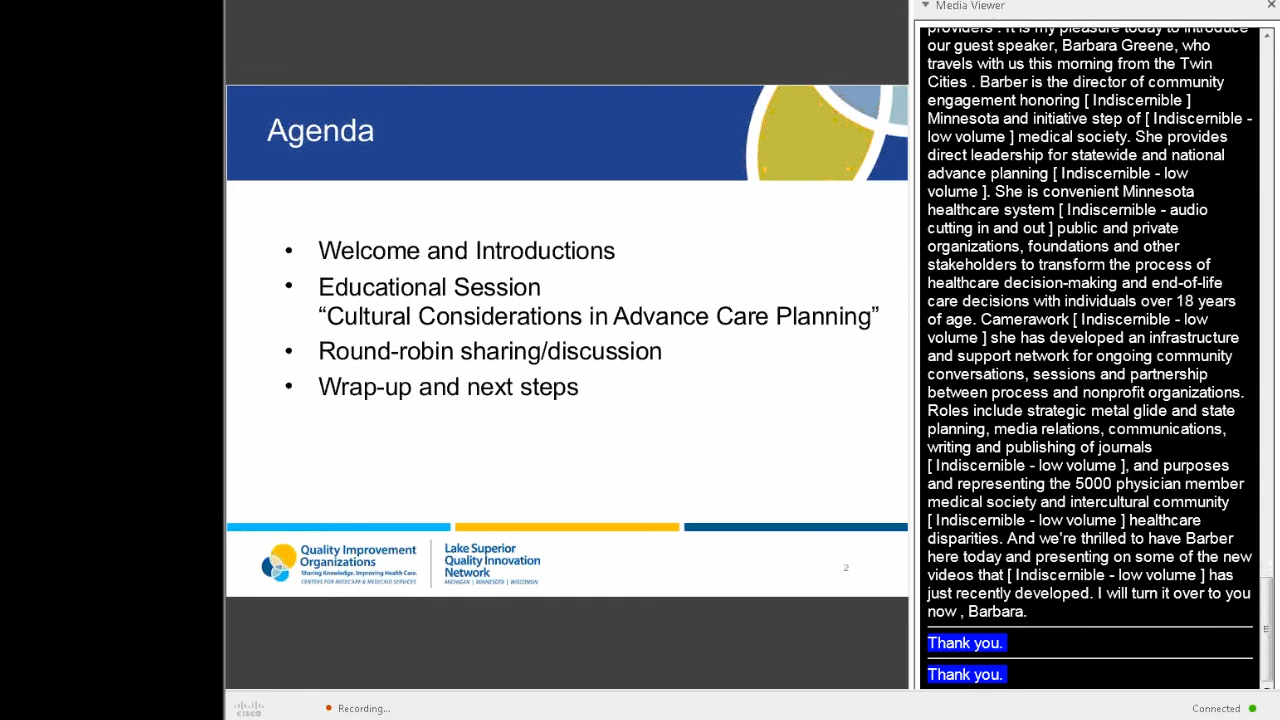 Agenda
• Welcome and Introductions
• Educational Session
“Cultural Considerations in Advance Care Planning”
• Round-robin sharing/discussion
• Wrap-up and next steps
Quality Improvement
Organizations
Sharing Knowledge. Improving Health Care.
CENTERS FOR MEDICARE & MEDICAID SERVICES
Lake Superior
Quality Innovation
Network
MICHIGAN | MINNESOTA | WISCONSIN
2
Media Viewer
providers . It is my pleasure today to introduce
our guest speaker, Barbara Greene, who
travels with us this morning from the Twin
Cities . Barber is the director of community
engagement honoring [ Indiscernible ]
Minnesota and initiative step of [ Indiscernible -
low volume ] medical society. She provides
direct leadership for statewide and national
advance planning [ Indiscernible - low
volume ]. She is convenient Minnesota
healthcare system [ Indiscernible - audio
cutting in and out ] public and private
organizations, foundations and other
stakeholders to transform the process of
healthcare decision-making and end-of-life
care decisions with individuals over 18 years
of age. Camerawork [ Indiscernible - low
volume ] she has developed an infrastructure
and support network for ongoing community
conversations, sessions and partnership
between process and nonprofit organizations.
Roles include strategic metal glide and state
planning, media relations, communications,
writing and publishing of journals
[ Indiscernible - low volume ], and purposes
and representing the 5000 physician member
medical society and intercultural community
[ Indiscernible - low volume ] healthcare
disparities. And we're thrilled to have Barber
here today and presenting on some of the new
videos that [ Indiscernible - low volume ] has
just recently developed. I will turn it over to you
now , Barbara.
Thank you.
Thank you.
cisco
Recording...
Connected